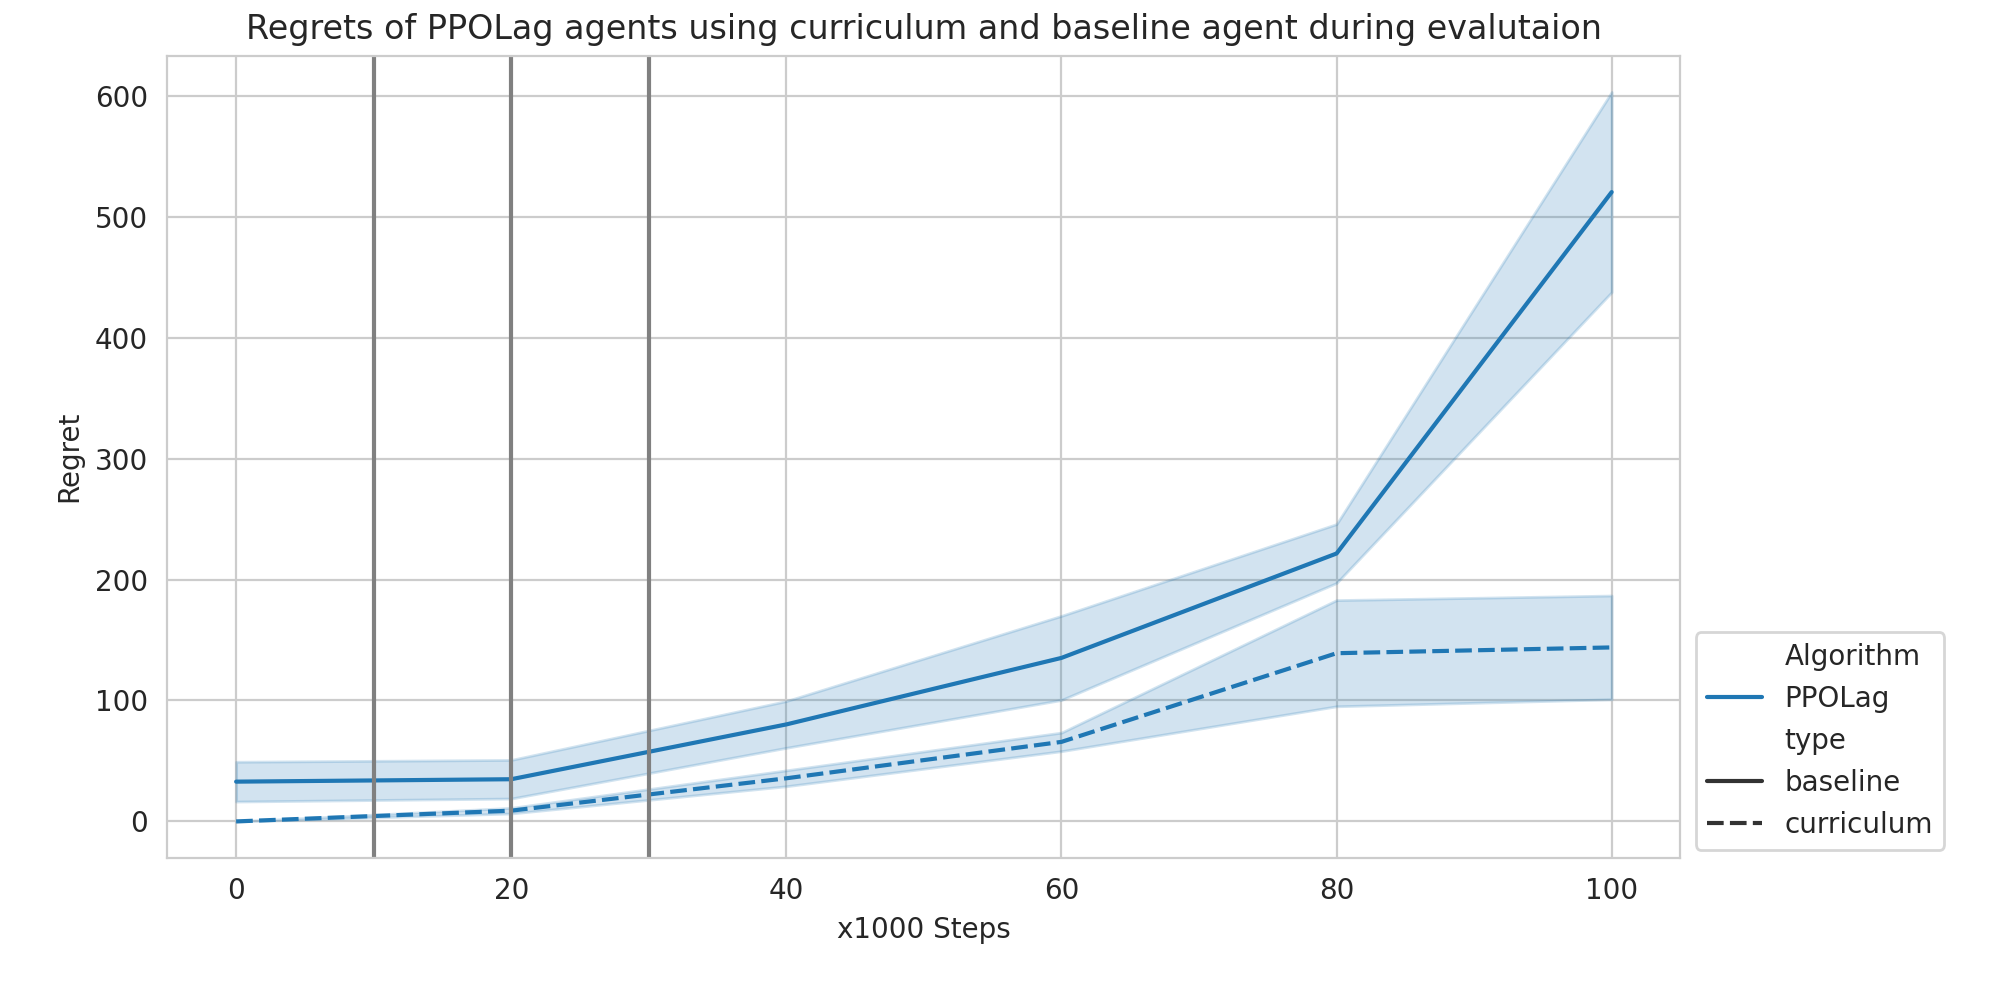 Regrets of PPOLag agents using curriculum and baseline agent during evalutaion
600
500
400
300
200
100
0
Regret
0 20 40 60 80 100
x1000 Steps
Algorithm
PPOLag
type
baseline
curriculum